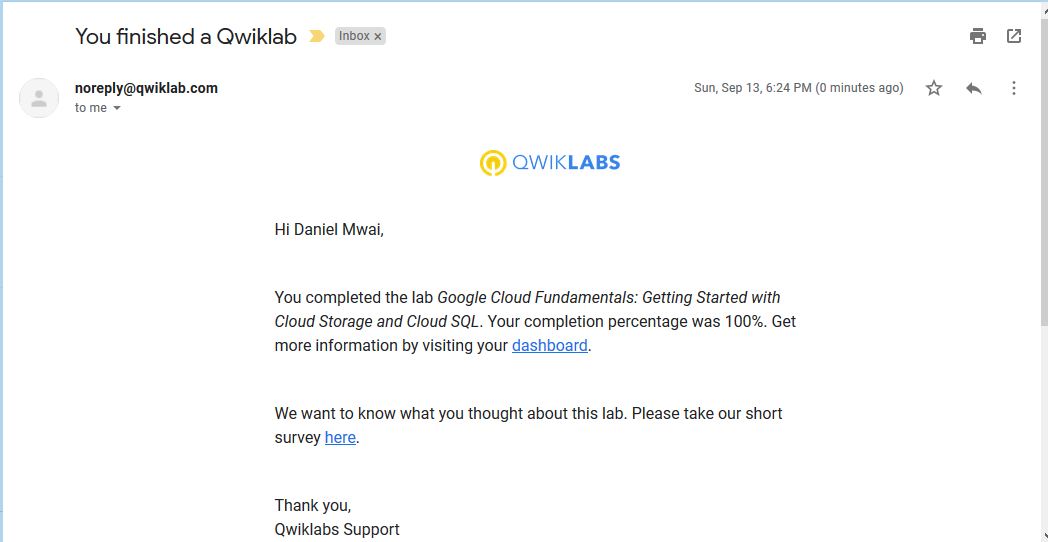 You finished a Qwiklab Inbox x
noreply@qwiklab.com Sun, Sep 13, 6:24 PM (0 minutes ago)
to me
QWIKLABS
Hi Daniel Mwai,
You completed the lab Google Cloud Fundamentals: Getting Started with
Cloud Storage and Cloud SQL. Your completion percentage was 100%. Get
more information by visiting your dashboard.
We want to know what you thought about this lab. Please take our short
survey here.
Thank you,
Qwiklabs Support